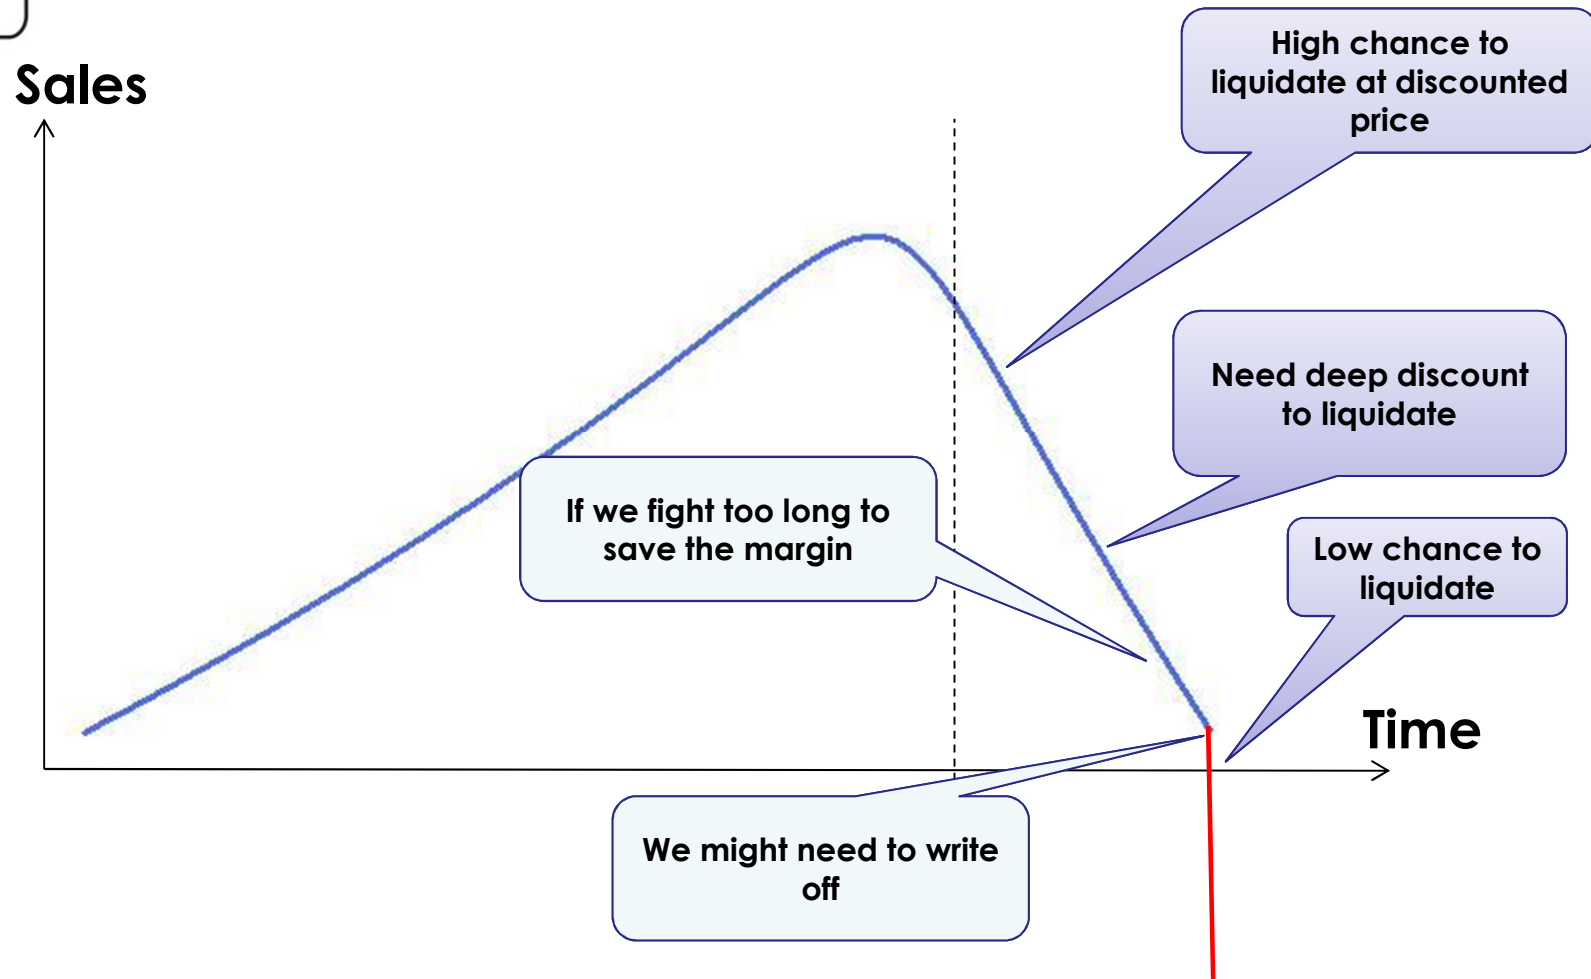 Sales
High chance to
liquidate at discounted
price
Need deep discount
to liquidate
If we fight too long to
save the margin
Low chance to
liquidate
Time
We might need to write
off